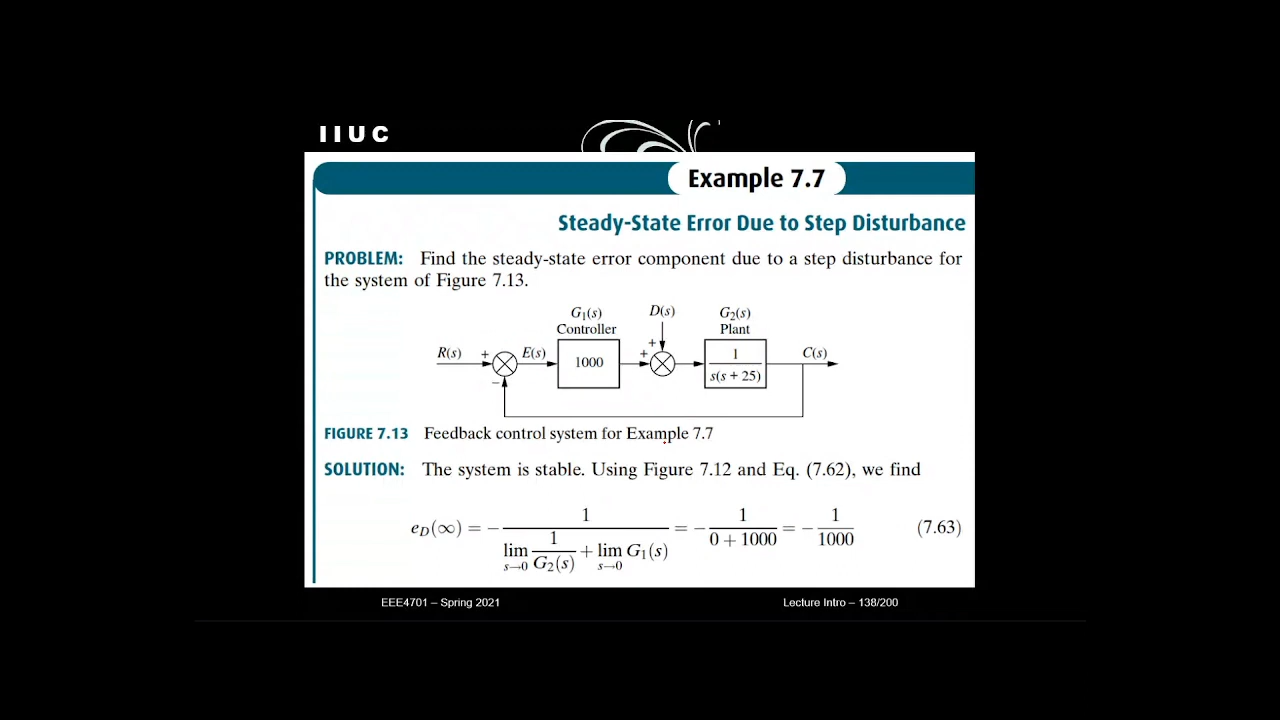 IIUC
Example 7.7
Steady-State Error Due to Step Disturbance
PROBLEM: Find the steady-state error component due to a step disturbance for
the system of Figure 7.13.
G₁(s) D(s) G₂(s)
Controller Plant
R(s) + − E(s) 1000 + + 1/s(s + 25) C(s)
FIGURE 7.13 Feedback control system for Example 7.7
SOLUTION: The system is stable. Using Figure 7.12 and Eq. (7.62), we find
e_D(∞) = − 1/(lim_{s→0} 1/G₂(s) + lim_{s→0} G₁(s)) = − 1/(0 + 1000) = − 1/1000 (7.63)
EEE4701 – Spring 2021 Lecture Intro – 138/200